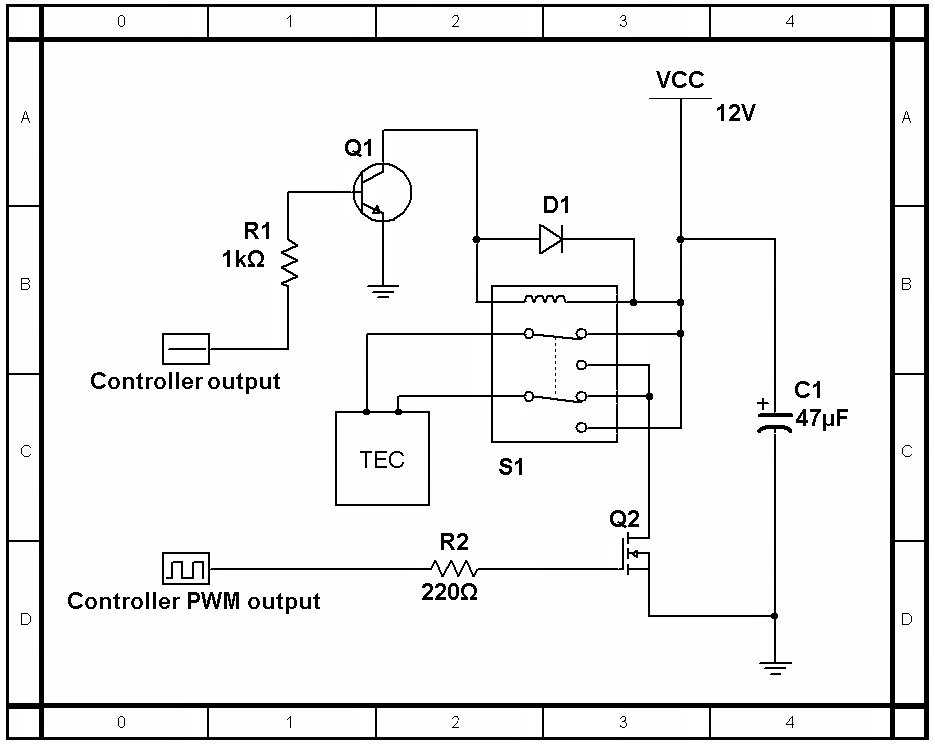 0 1 2 3 4
VCC
A 12V A
Q1
D1
R1
1kΩ
B B
Controller output
C1
+
47µF
C TEC C
S1
Q2
R2
220Ω
Controller PWM output
D D
0 1 2 3 4